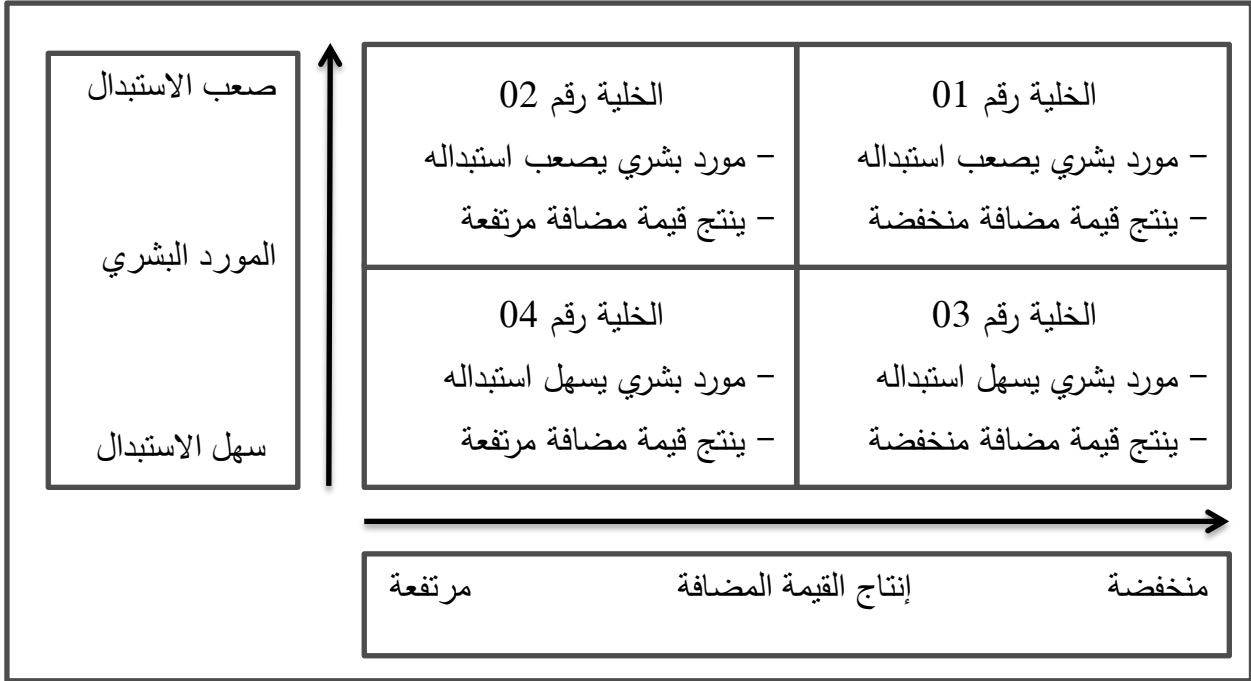 صعب الاستبدال
المورد البشري
سهل الاستبدال
الخلية رقم 01
– مورد بشري يصعب استبداله
– ينتج قيمة مضافة منخفضة
الخلية رقم 02
– مورد بشري يصعب استبداله
– ينتج قيمة مضافة مرتفعة
الخلية رقم 03
– مورد بشري يسهل استبداله
– ينتج قيمة مضافة منخفضة
الخلية رقم 04
– مورد بشري يسهل استبداله
– ينتج قيمة مضافة مرتفعة
منخفضة إنتاج القيمة المضافة مرتفعة